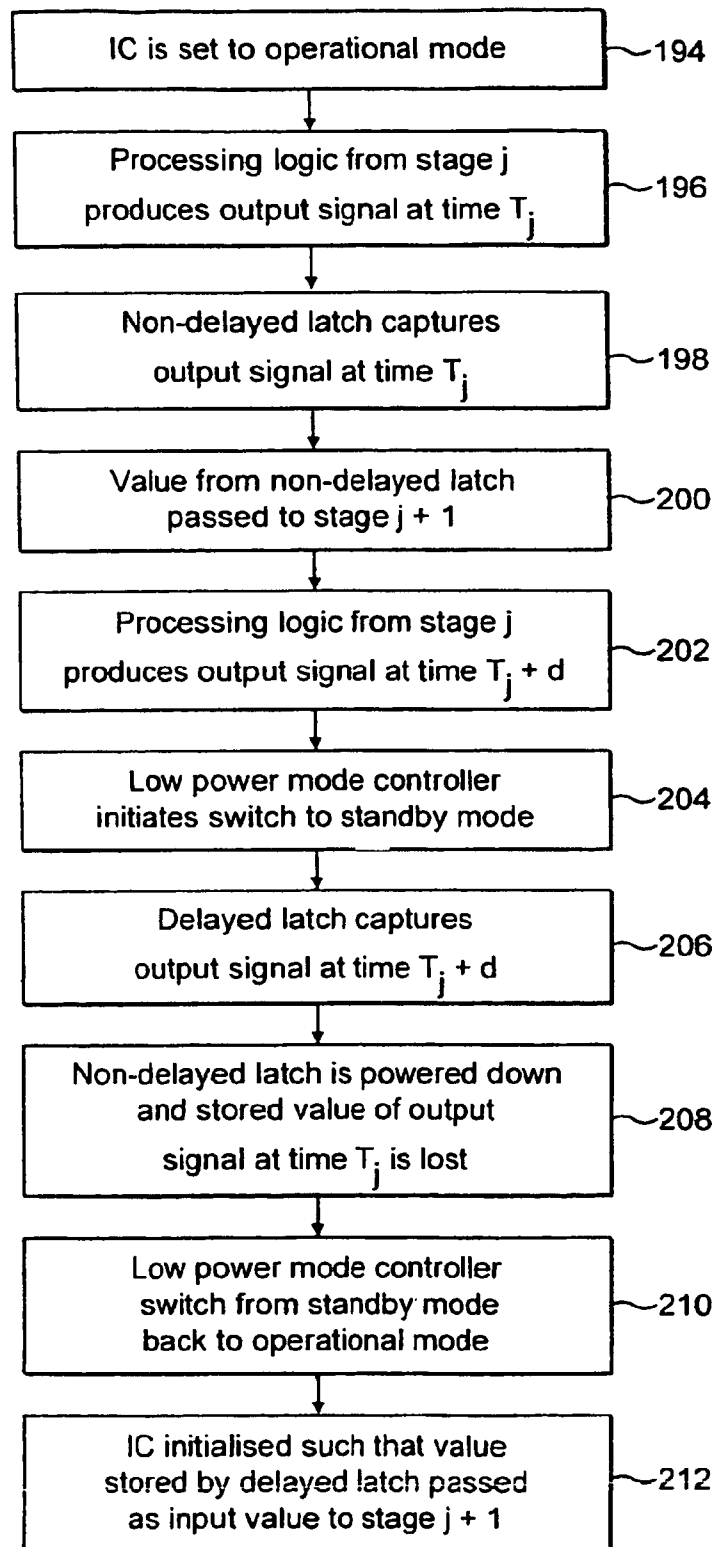 IC is set to operational mode
194
Processing logic from stage j
produces output signal at time Tj
196
Non-delayed latch captures
output signal at time Tj
198
Value from non-delayed latch
passed to stage j + 1
200
Processing logic from stage j
produces output signal at time Tj + d
202
Low power mode controller
initiates switch to standby mode
204
Delayed latch captures
output signal at time Tj + d
206
Non-delayed latch is powered down
and stored value of output
signal at time Tj is lost
208
Low power mode controller
switch from standby mode
back to operational mode
210
IC initialised such that value
stored by delayed latch passed
as input value to stage j + 1
212